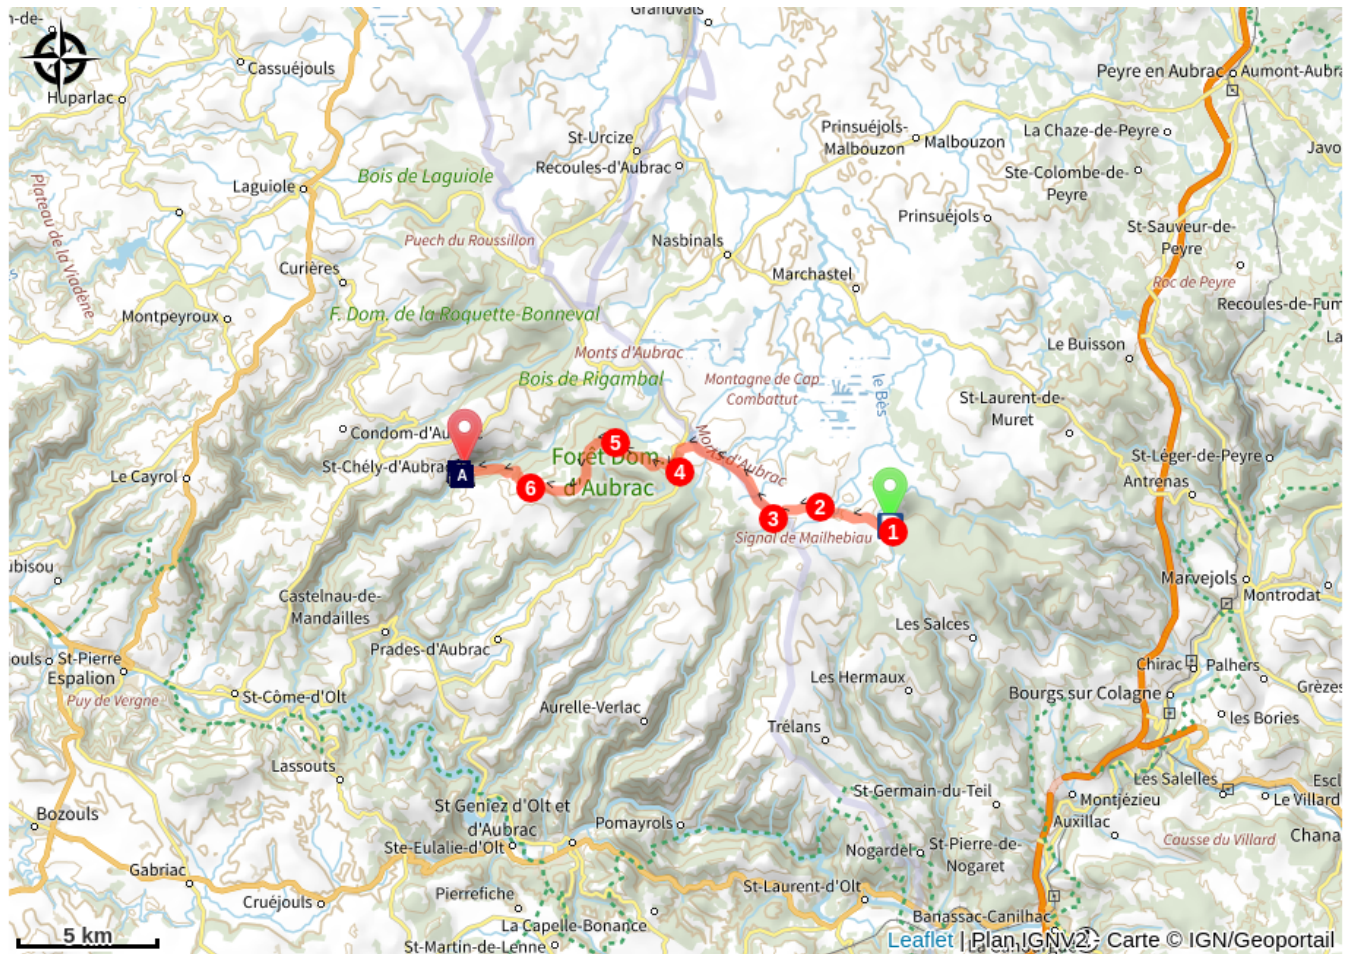 Grandvals
Cassuéjouls
Peyre en Aubrac
Aumont-Aubra
Huparlac
St-Urcize
Prinsuéjols-
Malbouzon
Malbouzon
La Chaze-de-Peyre
Javo
Recoules-d'Aubrac
Ste-Colombe-de-
Peyre
Laguiole
Bois de Laguiole
Plateau de la Viadène
Prinsuéjols
St-Sauveur-de-
Peyre
Puech du Roussillon
Nasbinals
Curières
Marchastel
Roc de Peyre
Recoules-de-Fum
Montpeyroux
F. Dom. de la Roquette-Bonneval
La
Le Buisson
Monts d'Aubrac
Bois de Rigambal
Montagne de Cap
Combattut
le Bès
St-Laurent-de-
Muret
Condom-d'Au
c
5
Monts d'Aubrac
St-Chély-d'Aubrac
A
Forêt Dom.
d'Aubrac
4
St-Léger-de-Peyre
Le Cayrol
6
Antrenas
3
2
1
Signal de Mailhebiau
ubisou
Marvejols
Montrodat
Castelnau-de-
Mandailles
Les Salces
Prades-d'Aubrac
ouls
St-Pierre
Espalion
Chirac
Palhers
Les Hermaux
Grèzes
Puy de Vergne
St-Côme-d'Olt
Bourgs sur Colagne
Aurelle-Verlac
les Bories
Trélans
Lassouts
Les Salelles
Escl
St-Germain-du-Teil
Montjézieu
Le Villard
St Geniez d'Olt et
d'Aubrac
Bozouls
Pomayrols
Auxillac
Causse du Villard
Chana
Ste-Eulalie-d'Olt
Nogardel
St-Pierre-de-
Nogaret
Gabriac
St-Laurent-d'Olt
Pierrefiche
Cruéjouls
La Capelle-Bonance
Banassac-Canilhac
5 km
St-Martin-de-Lenne
Leaflet | Plan IGNV2 - Carte © IGN/Geoportail